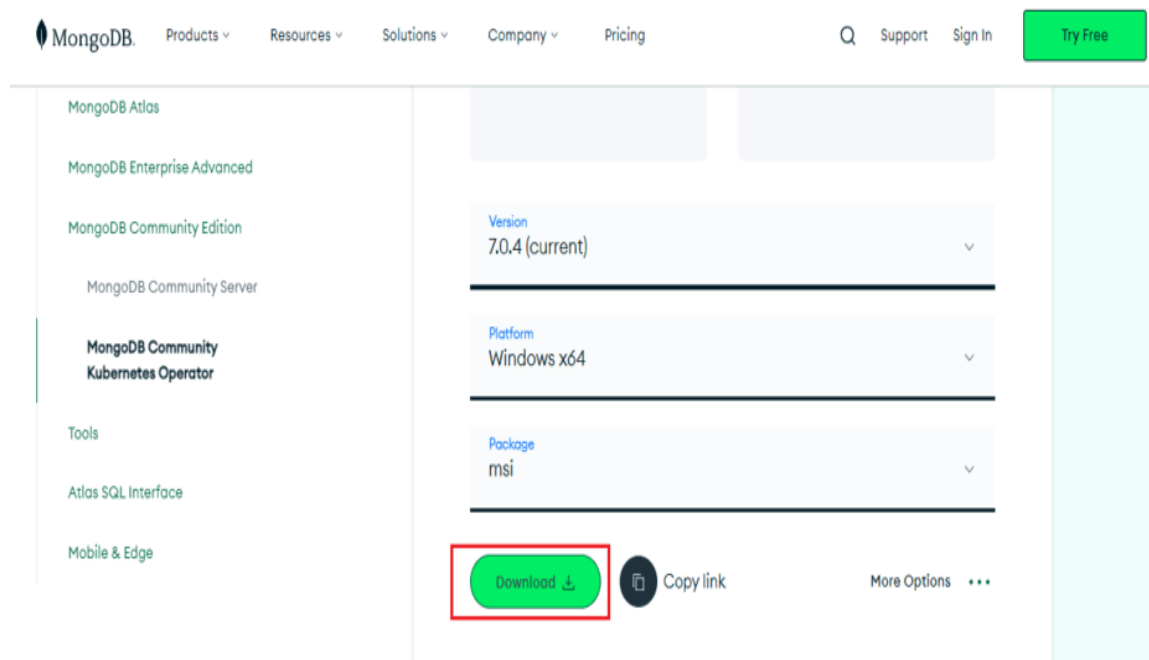 MongoDB. Products Resources Solutions Company Pricing Support Sign In Try Free
MongoDB Atlas
MongoDB Enterprise Advanced
MongoDB Community Edition
MongoDB Community Server
MongoDB Community
Kubernetes Operator
Tools
Atlas SQL Interface
Mobile & Edge
Version
7.0.4 (current)
Platform
Windows x64
Package
msi
Download Copy link More Options